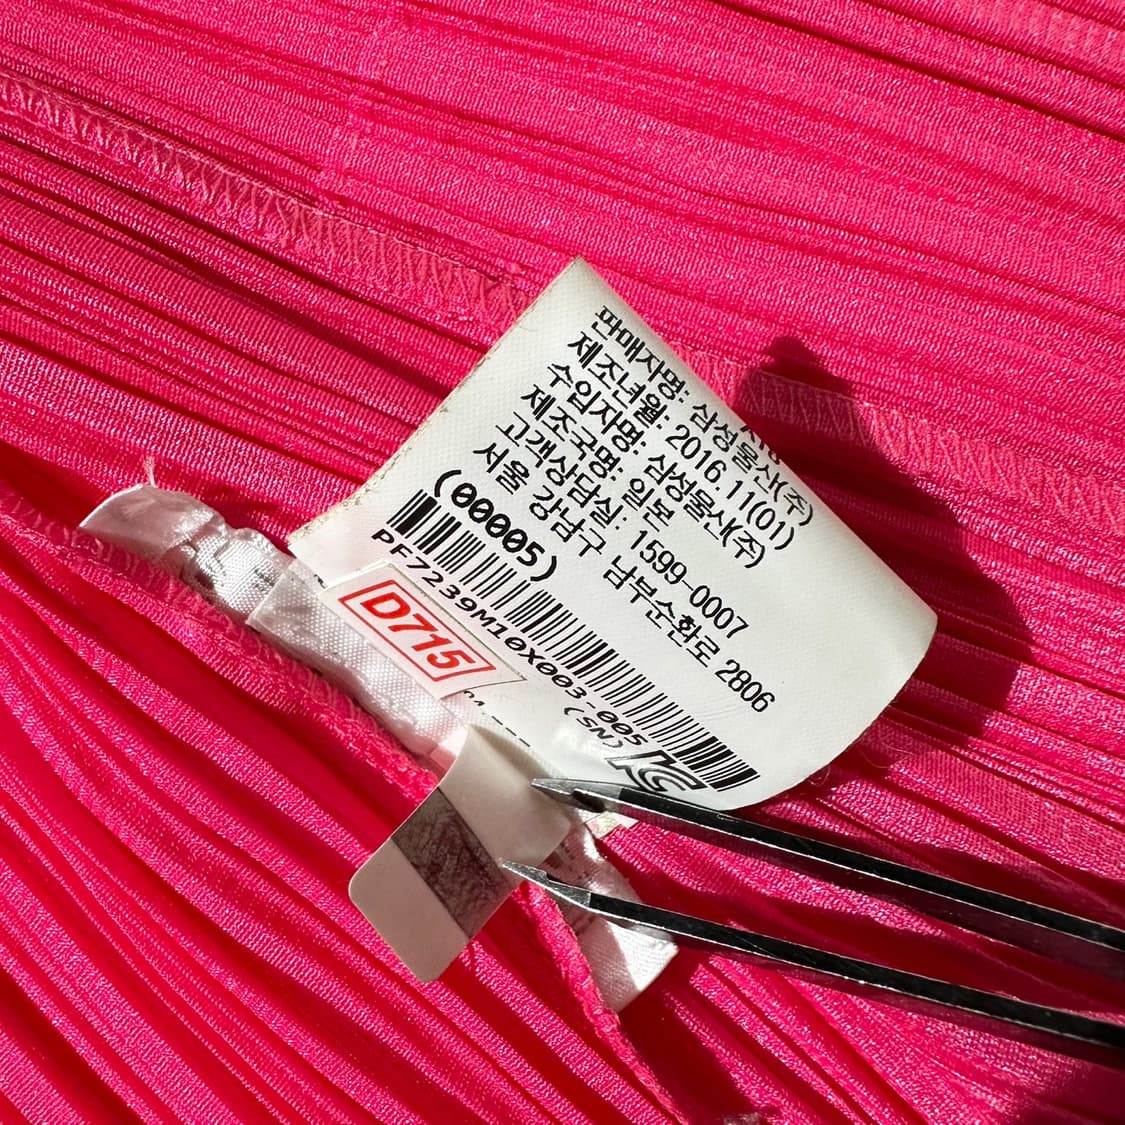 판매자명: 삼성물산(주)
제조년월: 2016.11(01)
수입자명: 삼성물산(주)
제조국명: 일본
고객상담실: 1599-0007
서울 강남구 남부순환로 2806
(00005)
PF7239M10X003-005
(SN)
D715